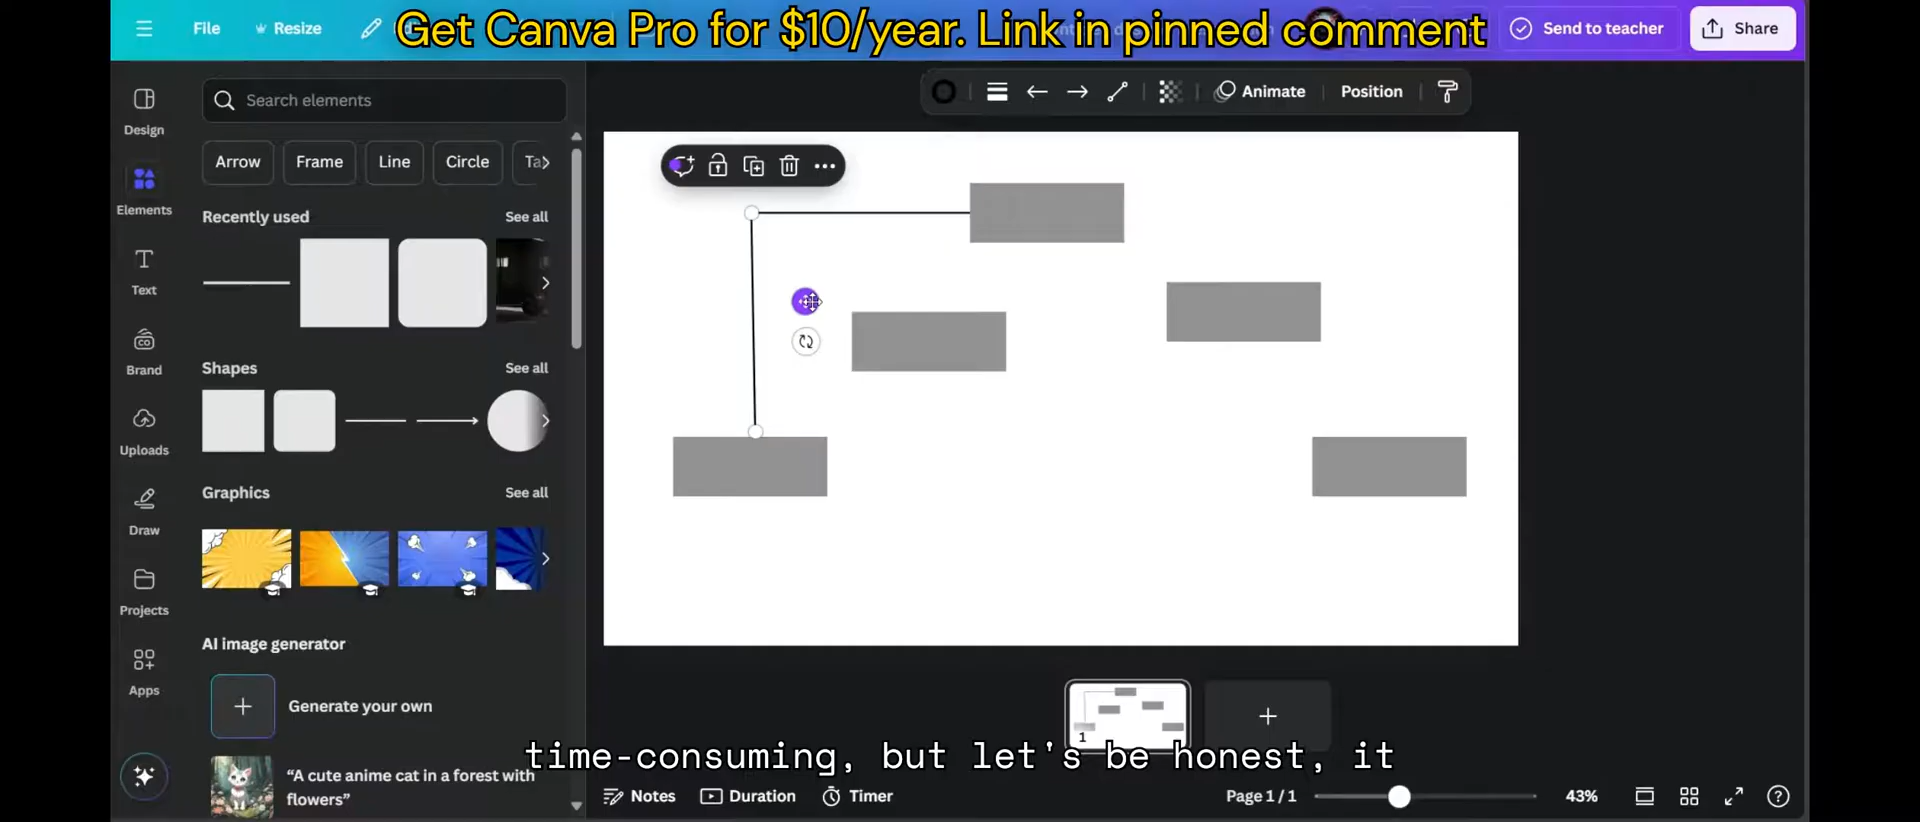 Get Canva Pro for $10/year. Link in pinned comment
File
Resize
Send to teacher
Share
Design
Elements
Text
Brand
Uploads
Draw
Projects
Apps
Search elements
Arrow
Frame
Line
Circle
Ta
Recently used
See all
Shapes
See all
Graphics
See all
AI image generator
Generate your own
“A cute anime cat in a forest with
flowers”
Animate
Position
1
time-consuming, but let's be honest, it
Notes
Duration
Timer
Page 1 / 1
43%